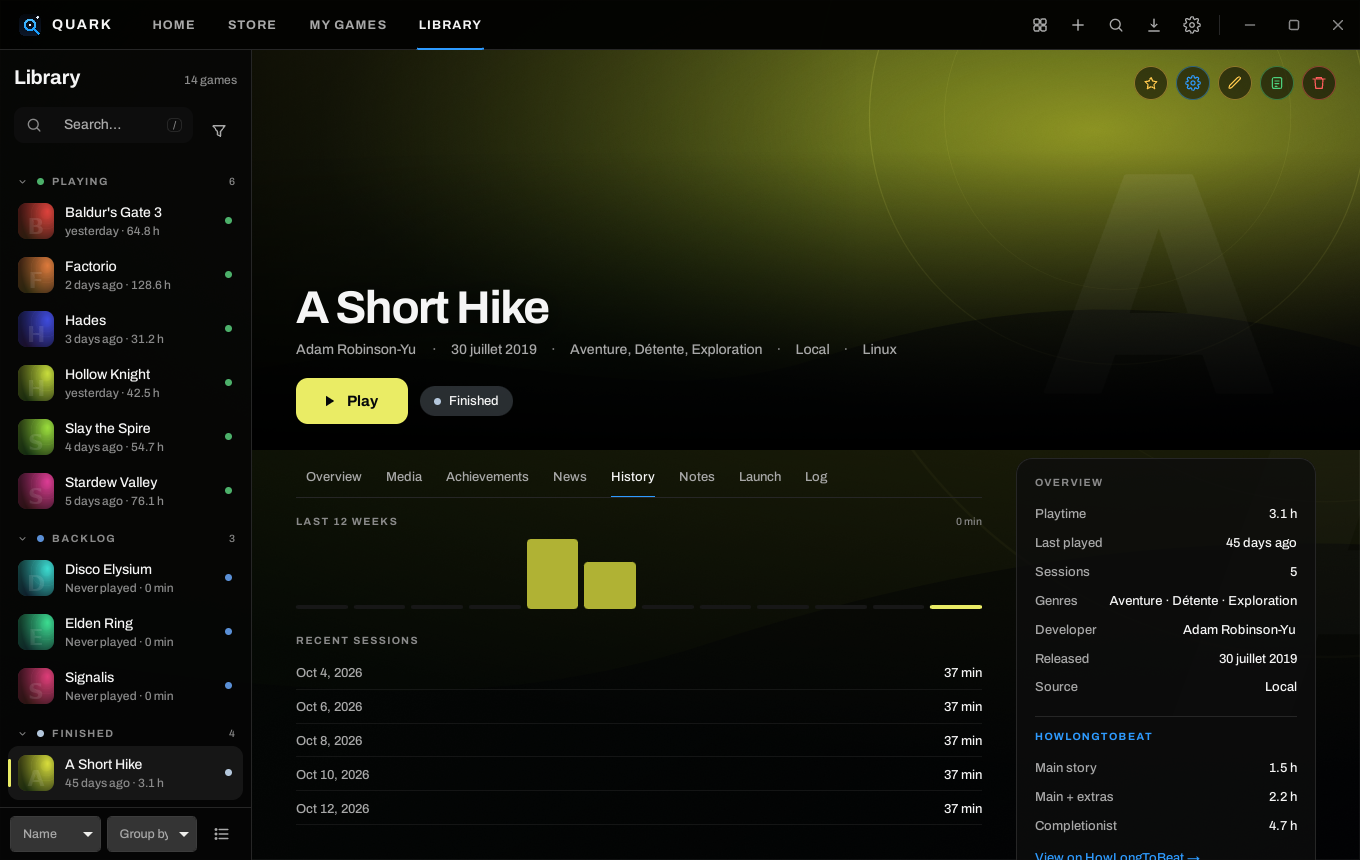 QUARK HOME STORE MY GAMES LIBRARY
Library 14 games
Search... /
PLAYING 6
B Baldur's Gate 3
yesterday · 64.8 h
F Factorio
2 days ago · 128.6 h
H Hades
3 days ago · 31.2 h
H Hollow Knight
yesterday · 42.5 h
S Slay the Spire
4 days ago · 54.7 h
S Stardew Valley
5 days ago · 76.1 h
BACKLOG 3
D Disco Elysium
Never played · 0 min
E Elden Ring
Never played · 0 min
S Signalis
Never played · 0 min
FINISHED 4
A A Short Hike
45 days ago · 3.1 h
Name Group by
A
A Short Hike
Adam Robinson-Yu · 30 juillet 2019 · Aventure, Détente, Exploration · Local · Linux
Play Finished
Overview Media Achievements News History Notes Launch Log
LAST 12 WEEKS 0 min
RECENT SESSIONS
Oct 4, 2026 37 min
Oct 6, 2026 37 min
Oct 8, 2026 37 min
Oct 10, 2026 37 min
Oct 12, 2026 37 min
OVERVIEW
Playtime 3.1 h
Last played 45 days ago
Sessions 5
Genres Aventure · Détente · Exploration
Developer Adam Robinson-Yu
Released 30 juillet 2019
Source Local
HOWLONGTOBEAT
Main story 1.5 h
Main + extras 2.2 h
Completionist 4.7 h
View on HowLongToBeat →